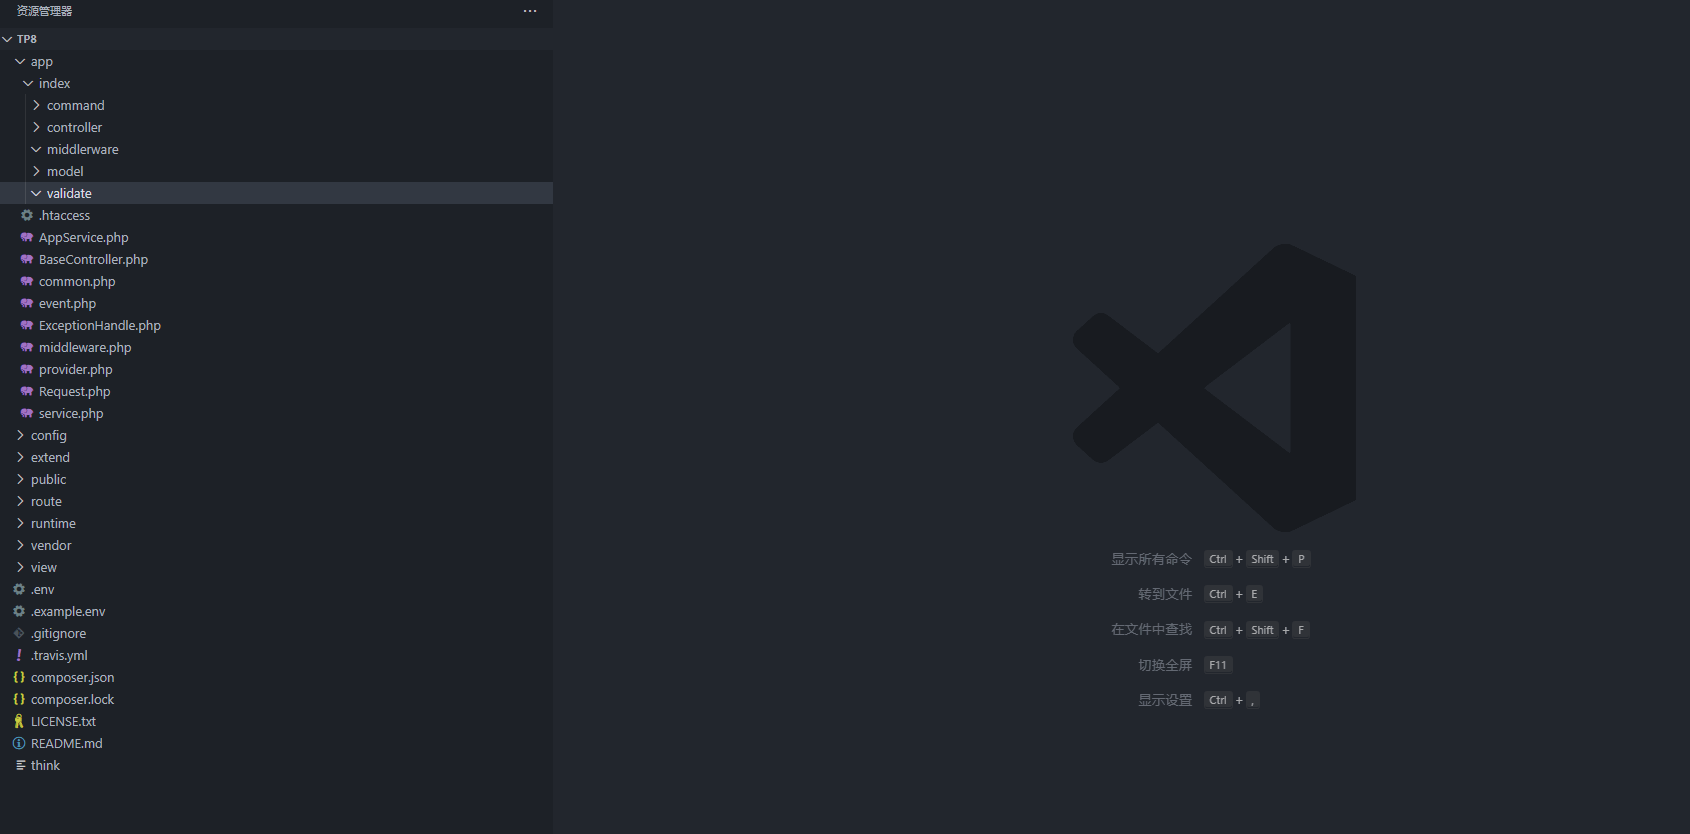 资源管理器
TP8
app
index
command
controller
middlerware
model
validate
.htaccess
AppService.php
BaseController.php
common.php
event.php
ExceptionHandle.php
middleware.php
provider.php
Request.php
service.php
config
extend
public
route
runtime
vendor
view
.env
.example.env
.gitignore
.travis.yml
composer.json
composer.lock
LICENSE.txt
README.md
think
显示所有命令 Ctrl + Shift + P
转到文件 Ctrl + E
在文件中查找 Ctrl + Shift + F
切换全屏 F11
显示设置 Ctrl + ,